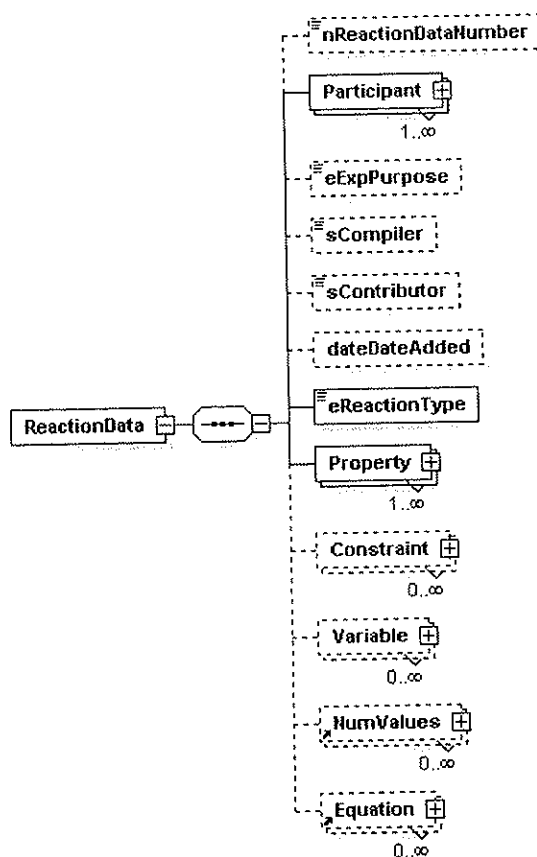 nReactionDataNumber
Participant
1..∞
eExpPurpose
sCompiler
sContributor
dateDateAdded
ReactionData
eReactionType
Property
1..∞
Constraint
0..∞
Variable
0..∞
NumValues
0..∞
Equation
0..∞